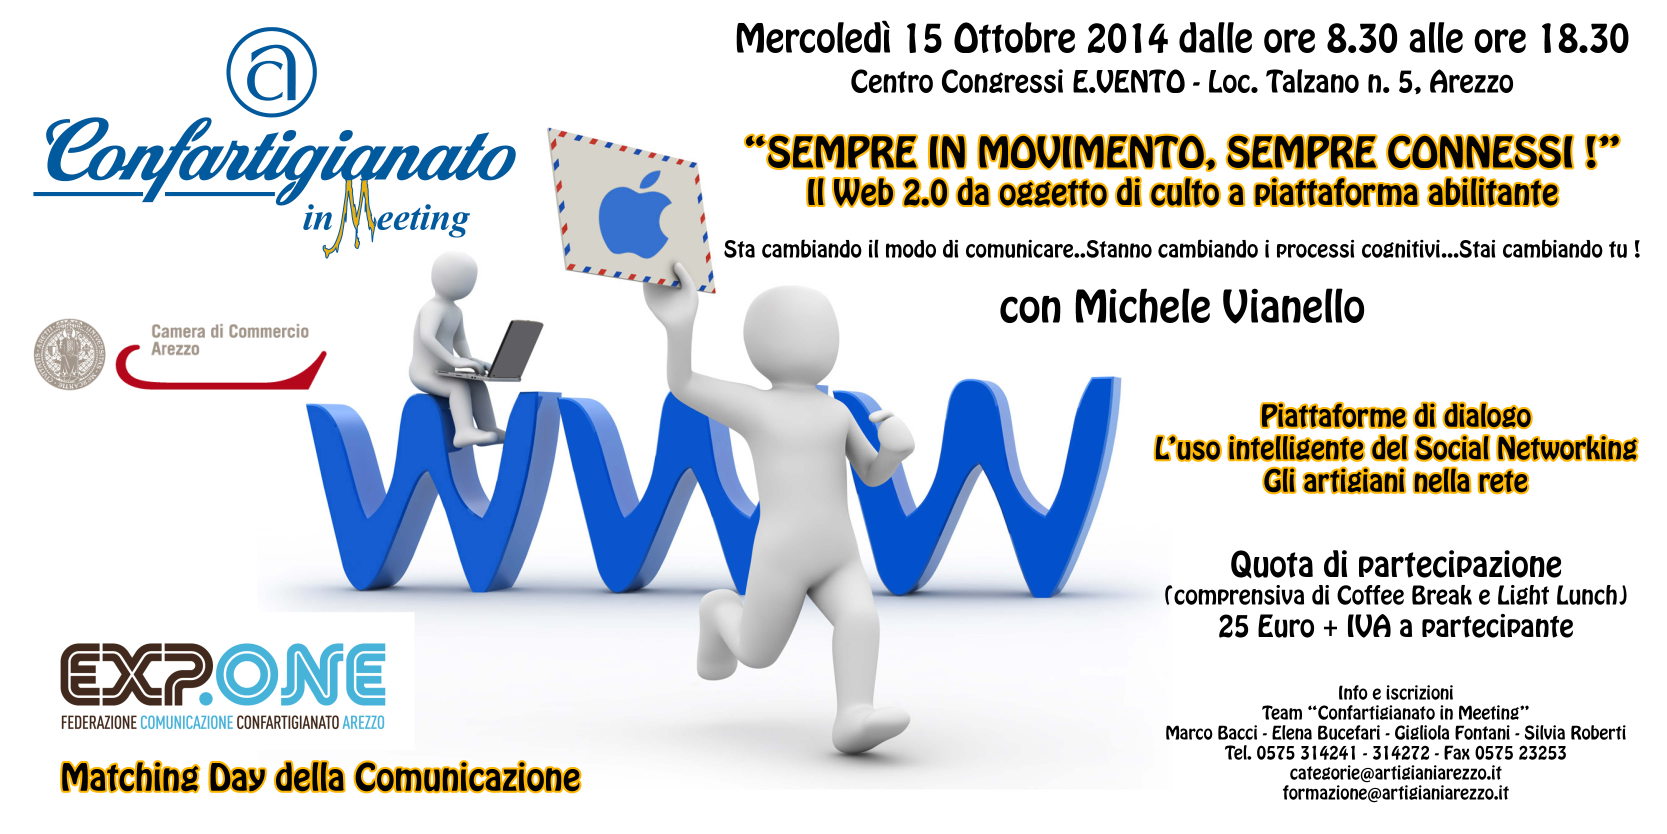 a
Confartigianato
in Meeting
Camera di Commercio
Arezzo
Mercoledì 15 Ottobre 2014 dalle ore 8.30 alle ore 18.30
Centro Congressi E.VENTO - Loc. Talzano n. 5, Arezzo
“SEMPRE IN MOVIMENTO, SEMPRE CONNESSI !”
Il Web 2.0 da oggetto di culto a piattaforma abilitante
Sta cambiando il modo di comunicare..Stanno cambiando i processi cognitivi...Stai cambiando tu !
con Michele Vianello
www
Piattaforme di dialogo
L'uso intelligente del Social Networking
Gli artigiani nella rete
Quota di partecipazione
(comprensiva di Coffee Break e Light Lunch)
25 Euro + IVA a partecipante
EXP.ONE
FEDERAZIONE COMUNICAZIONE CONFARTIGIANATO AREZZO
Matching Day della Comunicazione
Info e iscrizioni
Team “Confartigianato in Meeting”
Marco Bacci - Elena Bucefari - Gigliola Fontani - Silvia Roberti
Tel. 0575 314241 - 314272 - Fax 0575 23253
categorie@artigianiarezzo.it
formazione@artigianiarezzo.it